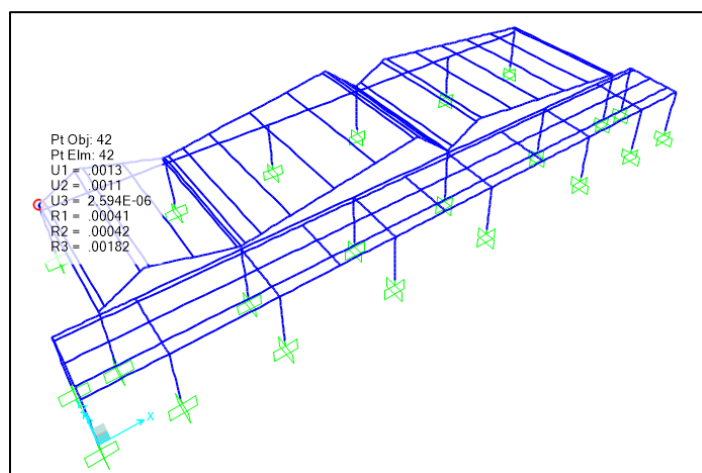 Pt Obj: 42
Pt Elm: 42
U1 = .0013
U2 = .0011
U3 = 2.594E-06
R1 = .00041
R2 = .00042
R3 = .00182
X